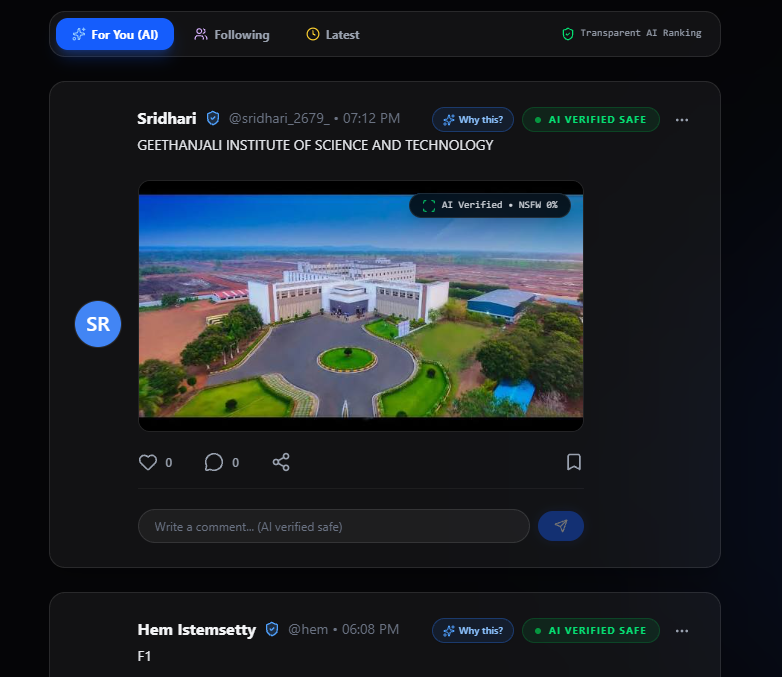 For You (AI) Following Latest Transparent AI Ranking
Sridhari @sridhari_2679_ • 07:12 PM Why this? AI VERIFIED SAFE
GEETHANJALI INSTITUTE OF SCIENCE AND TECHNOLOGY
AI Verified • NSFW 0%
SR
0 0
Write a comment... (AI verified safe)
Hem Istemsetty @hem • 06:08 PM Why this? AI VERIFIED SAFE
F1